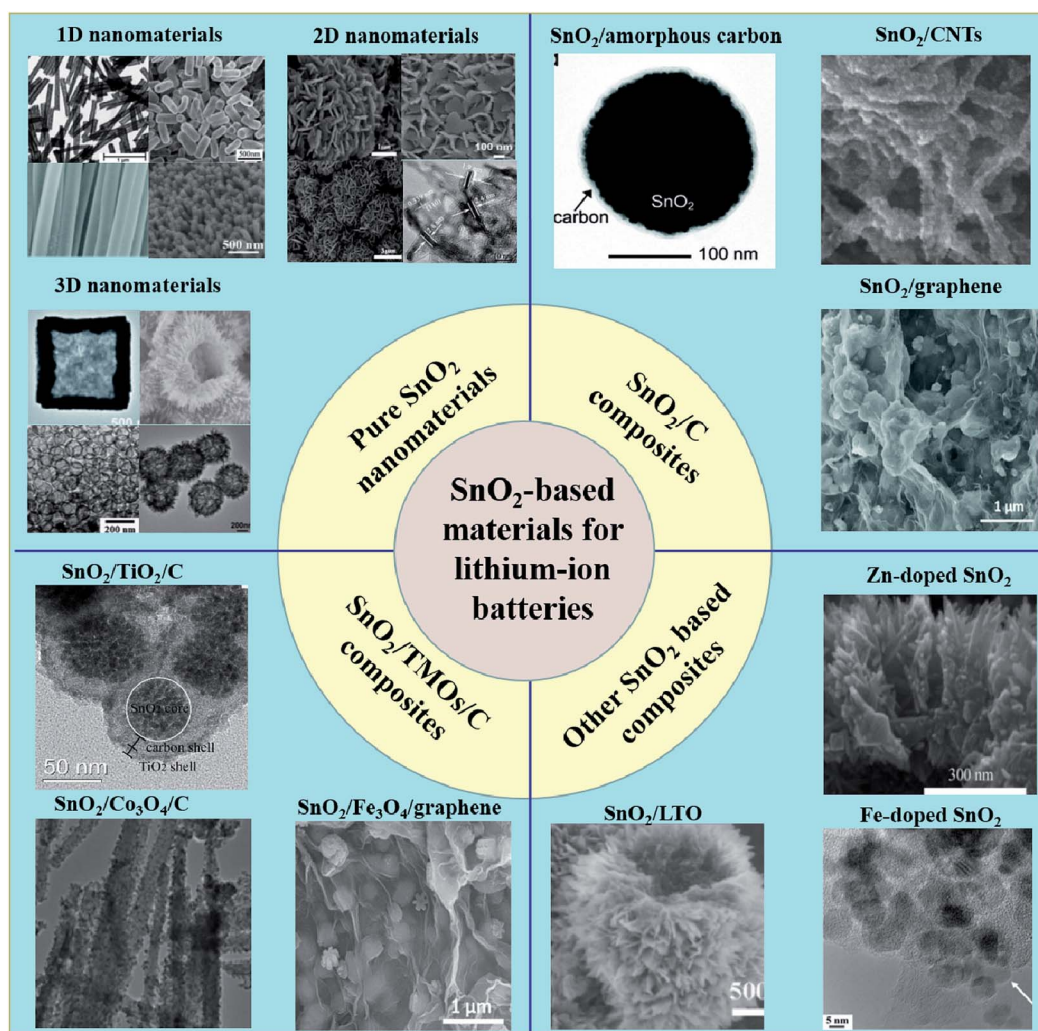 1D nanomaterials
2D nanomaterials
1 μm
500nm
500 nm
1μm
100 nm
3μm
3D nanomaterials
200 nm
200nm
SnO₂/amorphous carbon
carbon
SnO₂
100 nm
SnO₂/CNTs
SnO₂/graphene
1 μm
Pure SnO₂
nanomaterials
SnO₂/C
composites
SnO₂-based
materials for
lithium-ion
batteries
SnO₂/TMOs/C
composites
Other SnO₂ based
composites
SnO₂/TiO₂/C
SnO₂ core
carbon shell
TiO₂ shell
50 nm
SnO₂/Co₃O₄/C
SnO₂/Fe₃O₄/graphene
1 μm
SnO₂/LTO
500
Zn-doped SnO₂
300 nm
Fe-doped SnO₂
5 nm